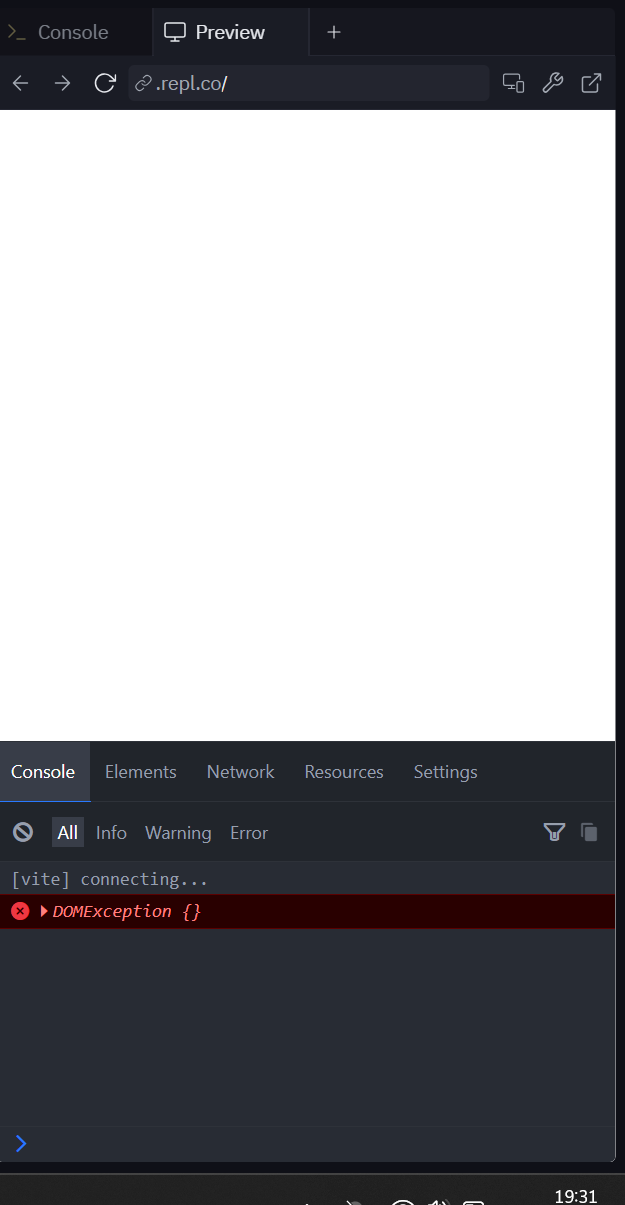 Console Preview
.repl.co/
Console Elements Network Resources Settings
All Info Warning Error
[vite] connecting...
DOMException {}
19:31